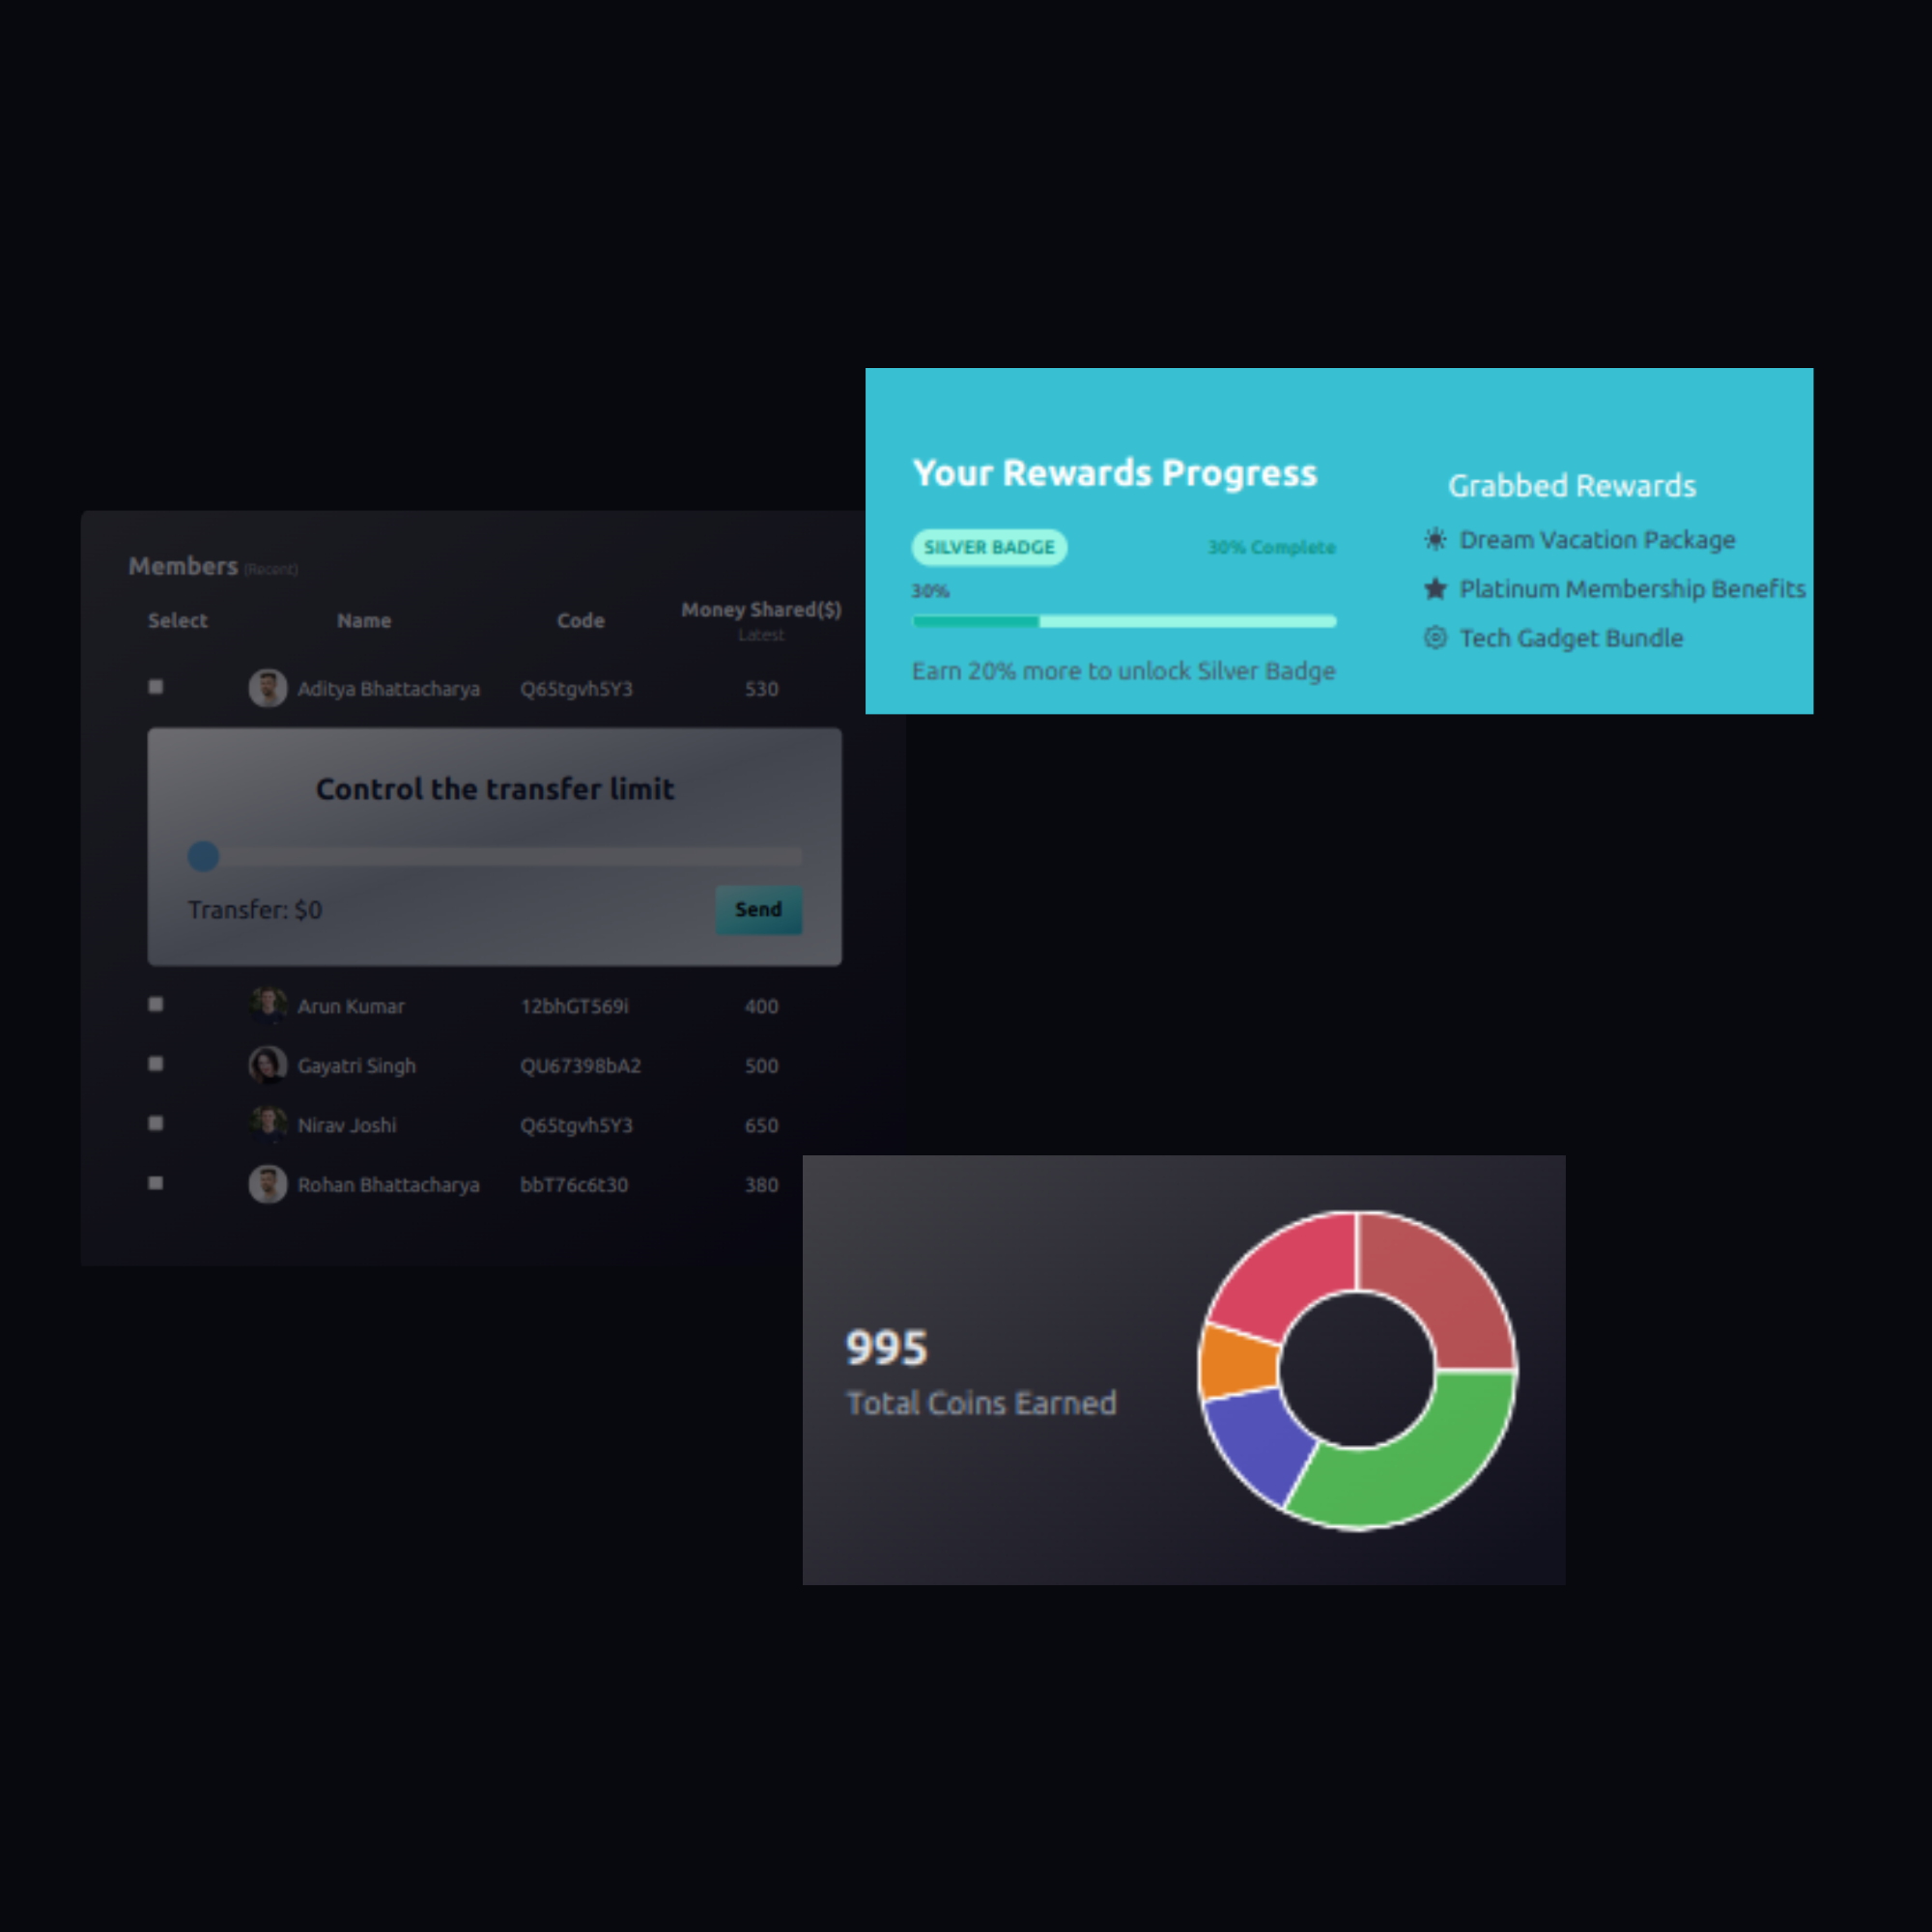 Your Rewards Progress
SILVER BADGE 30% Complete
30%
Earn 20% more to unlock Silver Badge
Grabbed Rewards
Dream Vacation Package
Platinum Membership Benefits
Tech Gadget Bundle
Members (Recent)
Select Name Code Money Shared($)
Latest
Aditya Bhattacharya Q65tgvh5Y3 530
Control the transfer limit
Transfer: $0 Send
Arun Kumar 12bhGT569i 400
Gayatri Singh QU67398bA2 500
Nirav Joshi Q65tgvh5Y3 650
Rohan Bhattacharya bbT76c6t30 380
995
Total Coins Earned